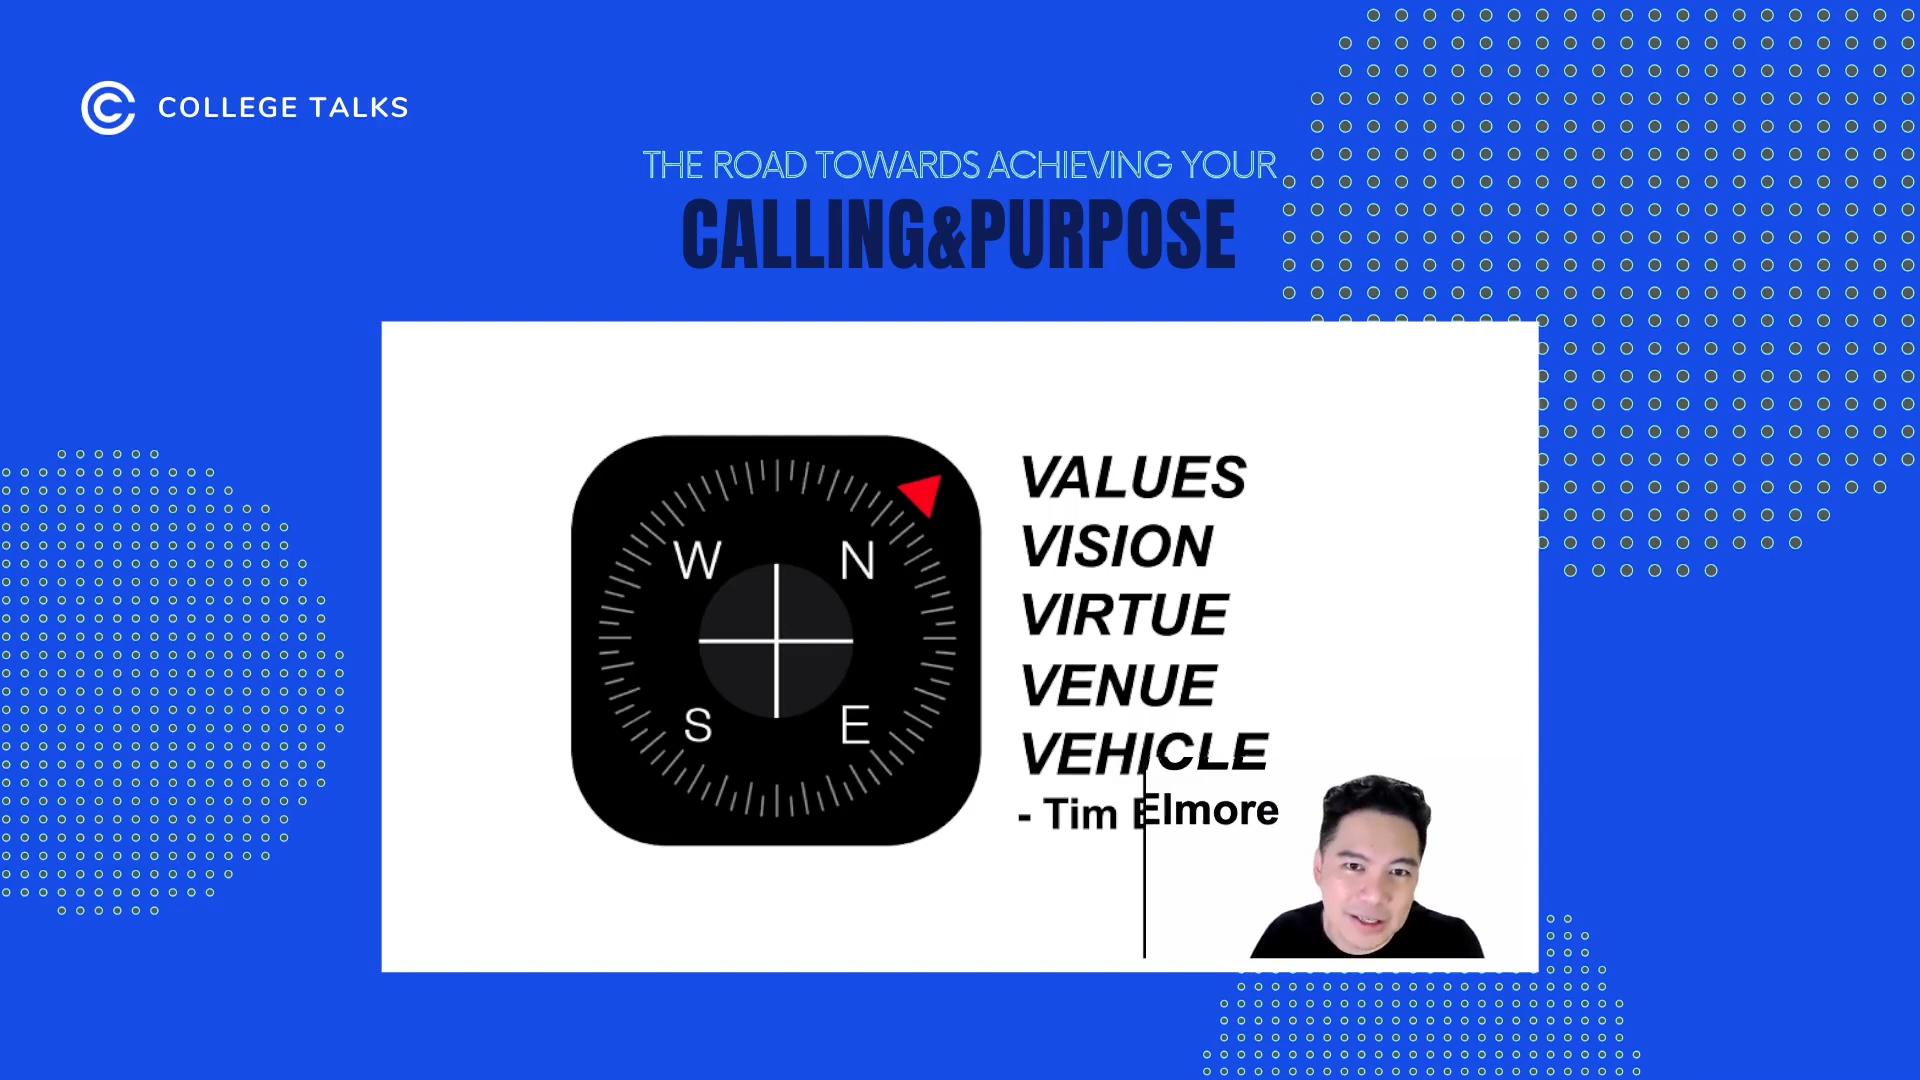 COLLEGE TALKS
THE ROAD TOWARDS ACHIEVING YOUR
CALLING&PURPOSE
W N
S E
VALUES
VISION
VIRTUE
VENUE
VEHICLE
- Tim Elmore